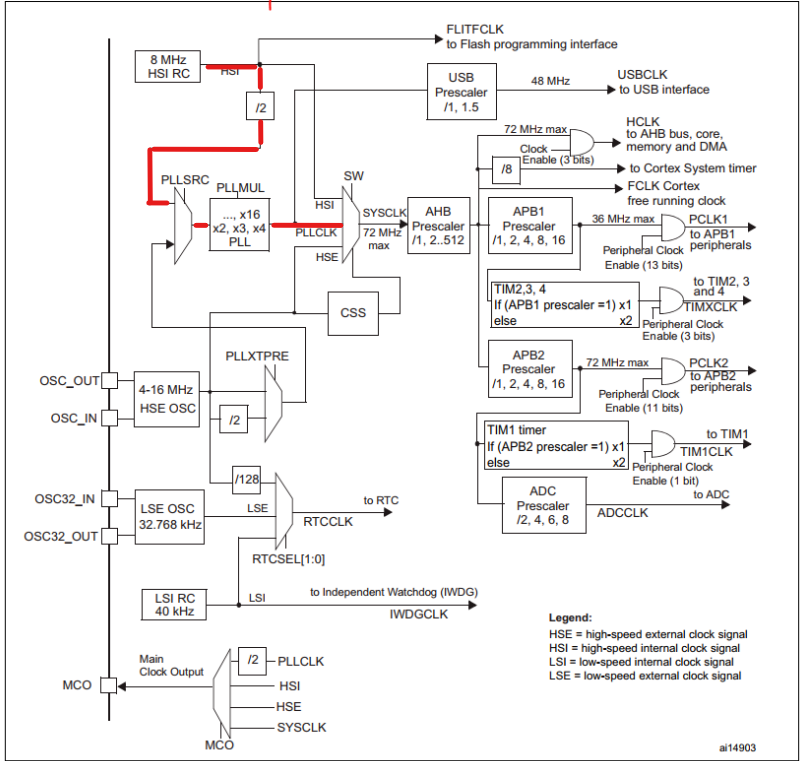 FLITFCLK
to Flash programming interface
8 MHz
HSI RC
HSI
/2
USB
Prescaler
/1, 1.5
48 MHz
USBCLK
to USB interface
72 MHz max
Clock
Enable (3 bits)
HCLK
to AHB bus, core,
memory and DMA
/8
to Cortex System timer
FCLK Cortex
free running clock
PLLSRC
PLLMUL
..., x16
x2, x3, x4
PLL
SW
HSI
PLLCLK
HSE
SYSCLK
72 MHz
max
AHB
Prescaler
/1, 2..512
APB1
Prescaler
/1, 2, 4, 8, 16
36 MHz max
PCLK1
to APB1
peripherals
Peripheral Clock
Enable (13 bits)
TIM2,3, 4
If (APB1 prescaler =1) x1
else x2
to TIM2, 3
and 4
TIMXCLK
Peripheral Clock
Enable (3 bits)
CSS
PLLXTPRE
OSC_OUT
OSC_IN
4-16 MHz
HSE OSC
/2
APB2
Prescaler
/1, 2, 4, 8, 16
72 MHz max
PCLK2
to APB2
peripherals
Peripheral Clock
Enable (11 bits)
TIM1 timer
If (APB2 prescaler =1) x1
else x2
to TIM1
TIM1CLK
Peripheral Clock
Enable (1 bit)
/128
OSC32_IN
OSC32_OUT
LSE OSC
32.768 kHz
LSE
to RTC
RTCCLK
RTCSEL[1:0]
ADC
Prescaler
/2, 4, 6, 8
to ADC
ADCCLK
LSI RC
40 kHz
LSI
to Independent Watchdog (IWDG)
IWDGCLK
Legend:
HSE = high-speed external clock signal
HSI = high-speed internal clock signal
LSI = low-speed internal clock signal
LSE = low-speed external clock signal
MCO
Main
Clock Output
/2
PLLCLK
HSI
HSE
SYSCLK
MCO
ai14903